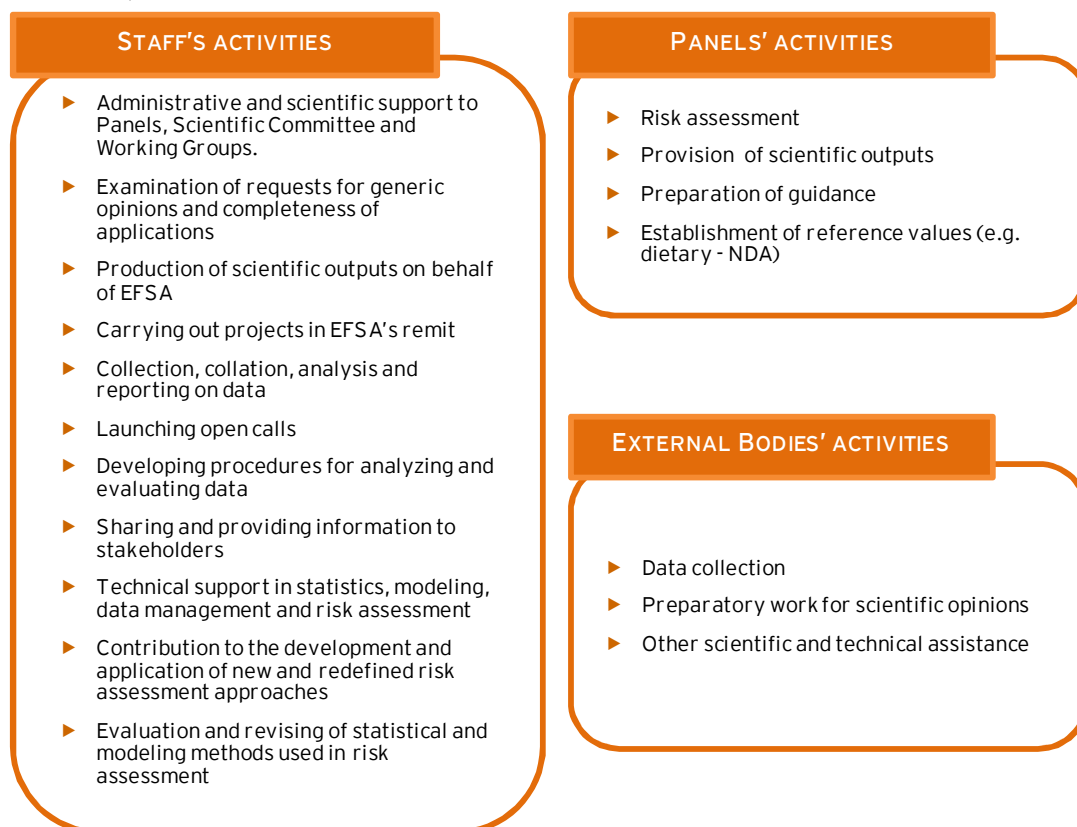 STAFF'S ACTIVITIES
► Administrative and scientific support to
Panels, Scientific Committee and
Working Groups.
► Examination of requests for generic
opinions and completeness of
applications
► Production of scientific outputs on behalf
of EFSA
► Carrying out projects in EFSA's remit
► Collection, collation, analysis and
reporting on data
► Launching open calls
► Developing procedures for analyzing and
evaluating data
► Sharing and providing information to
stakeholders
► Technical support in statistics, modeling,
data management and risk assessment
► Contribution to the development and
application of new and redefined risk
assessment approaches
► Evaluation and revising of statistical and
modeling methods used in risk
assessment
PANELS' ACTIVITIES
► Risk assessment
► Provision of scientific outputs
► Preparation of guidance
► Establishment of reference values (e.g.
dietary - NDA)
EXTERNAL BODIES' ACTIVITIES
► Data collection
► Preparatory work for scientific opinions
► Other scientific and technical assistance